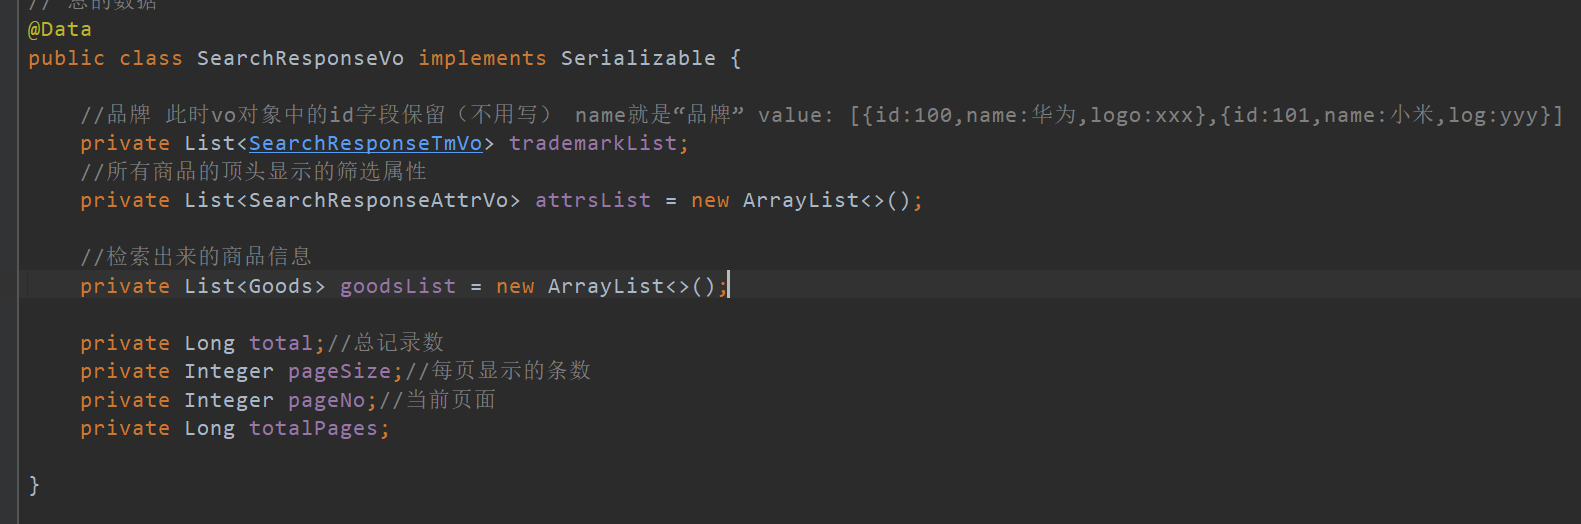 // 总的数据
@Data
public class SearchResponseVo implements Serializable {
//品牌 此时vo对象中的id字段保留（不用写） name就是“品牌” value: [{id:100,name:华为,logo:xxx},{id:101,name:小米,log:yyy}]
private List<SearchResponseTmVo> trademarkList;
//所有商品的顶头显示的筛选属性
private List<SearchResponseAttrVo> attrsList = new ArrayList<>();
//检索出来的商品信息
private List<Goods> goodsList = new ArrayList<>();
private Long total;//总记录数
private Integer pageSize;//每页显示的条数
private Integer pageNo;//当前页面
private Long totalPages;
}